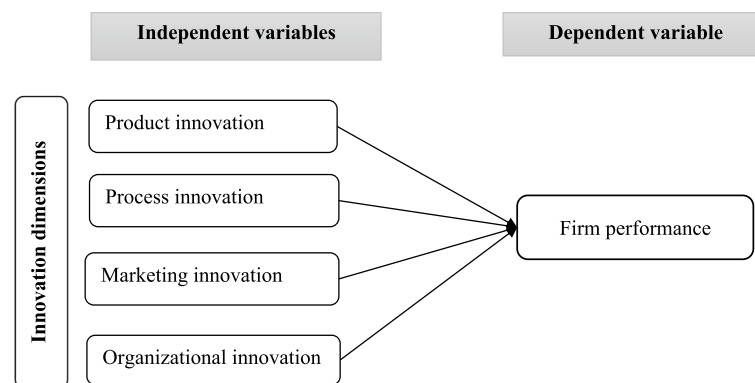 Independent variables
Dependent variable
Innovation dimensions
Product innovation
Process innovation
Marketing innovation
Organizational innovation
Firm performance